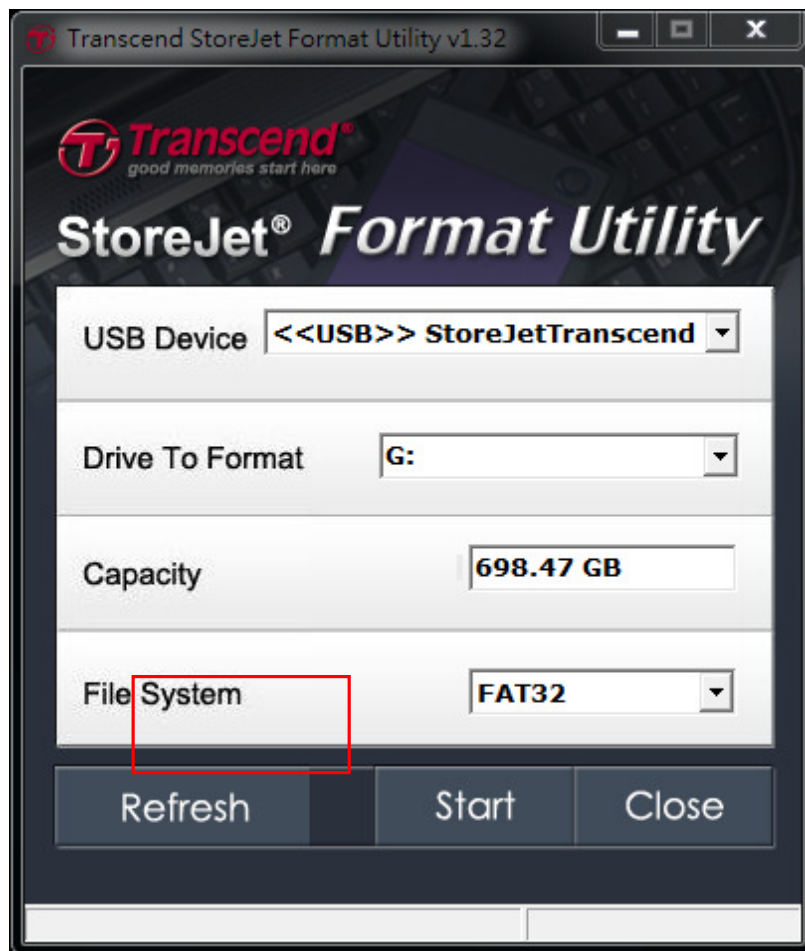 Transcend StoreJet Format Utility v1.32
Transcend®
good memories start here
StoreJet® Format Utility
USB Device <<USB>> StoreJetTranscend
Drive To Format G:
Capacity 698.47 GB
File System FAT32
Refresh Start Close